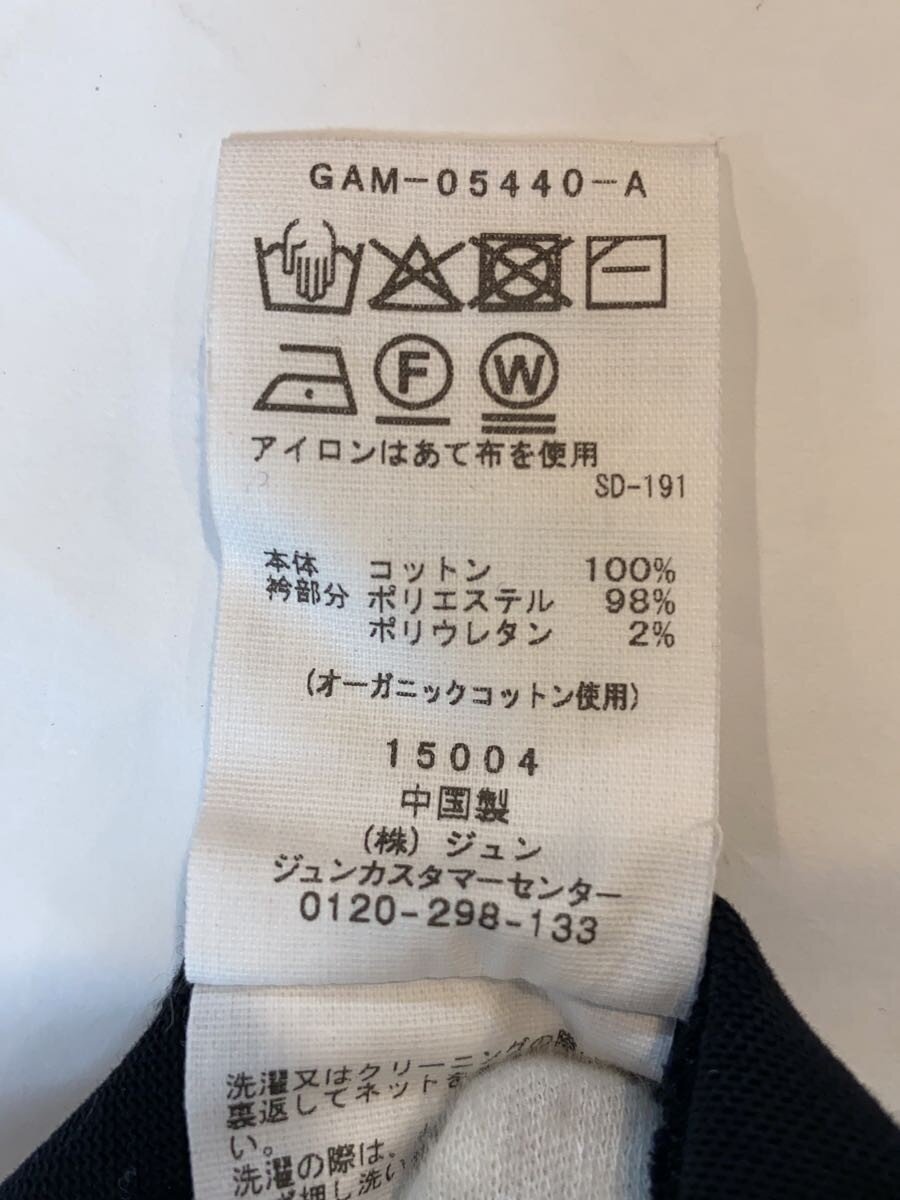 GAM-05440-A
F W
アイロンはあて布を使用
SD-191
本体 コットン 100%
衿部分 ポリエステル 98%
ポリウレタン 2%
(オーガニックコットン使用)
15004
中国製
(株)ジュン
ジュンカスタマーセンター
0120-298-133
洗濯又はクリーニングの際
裏返してネットを
い。
洗濯の際は、
押し洗い